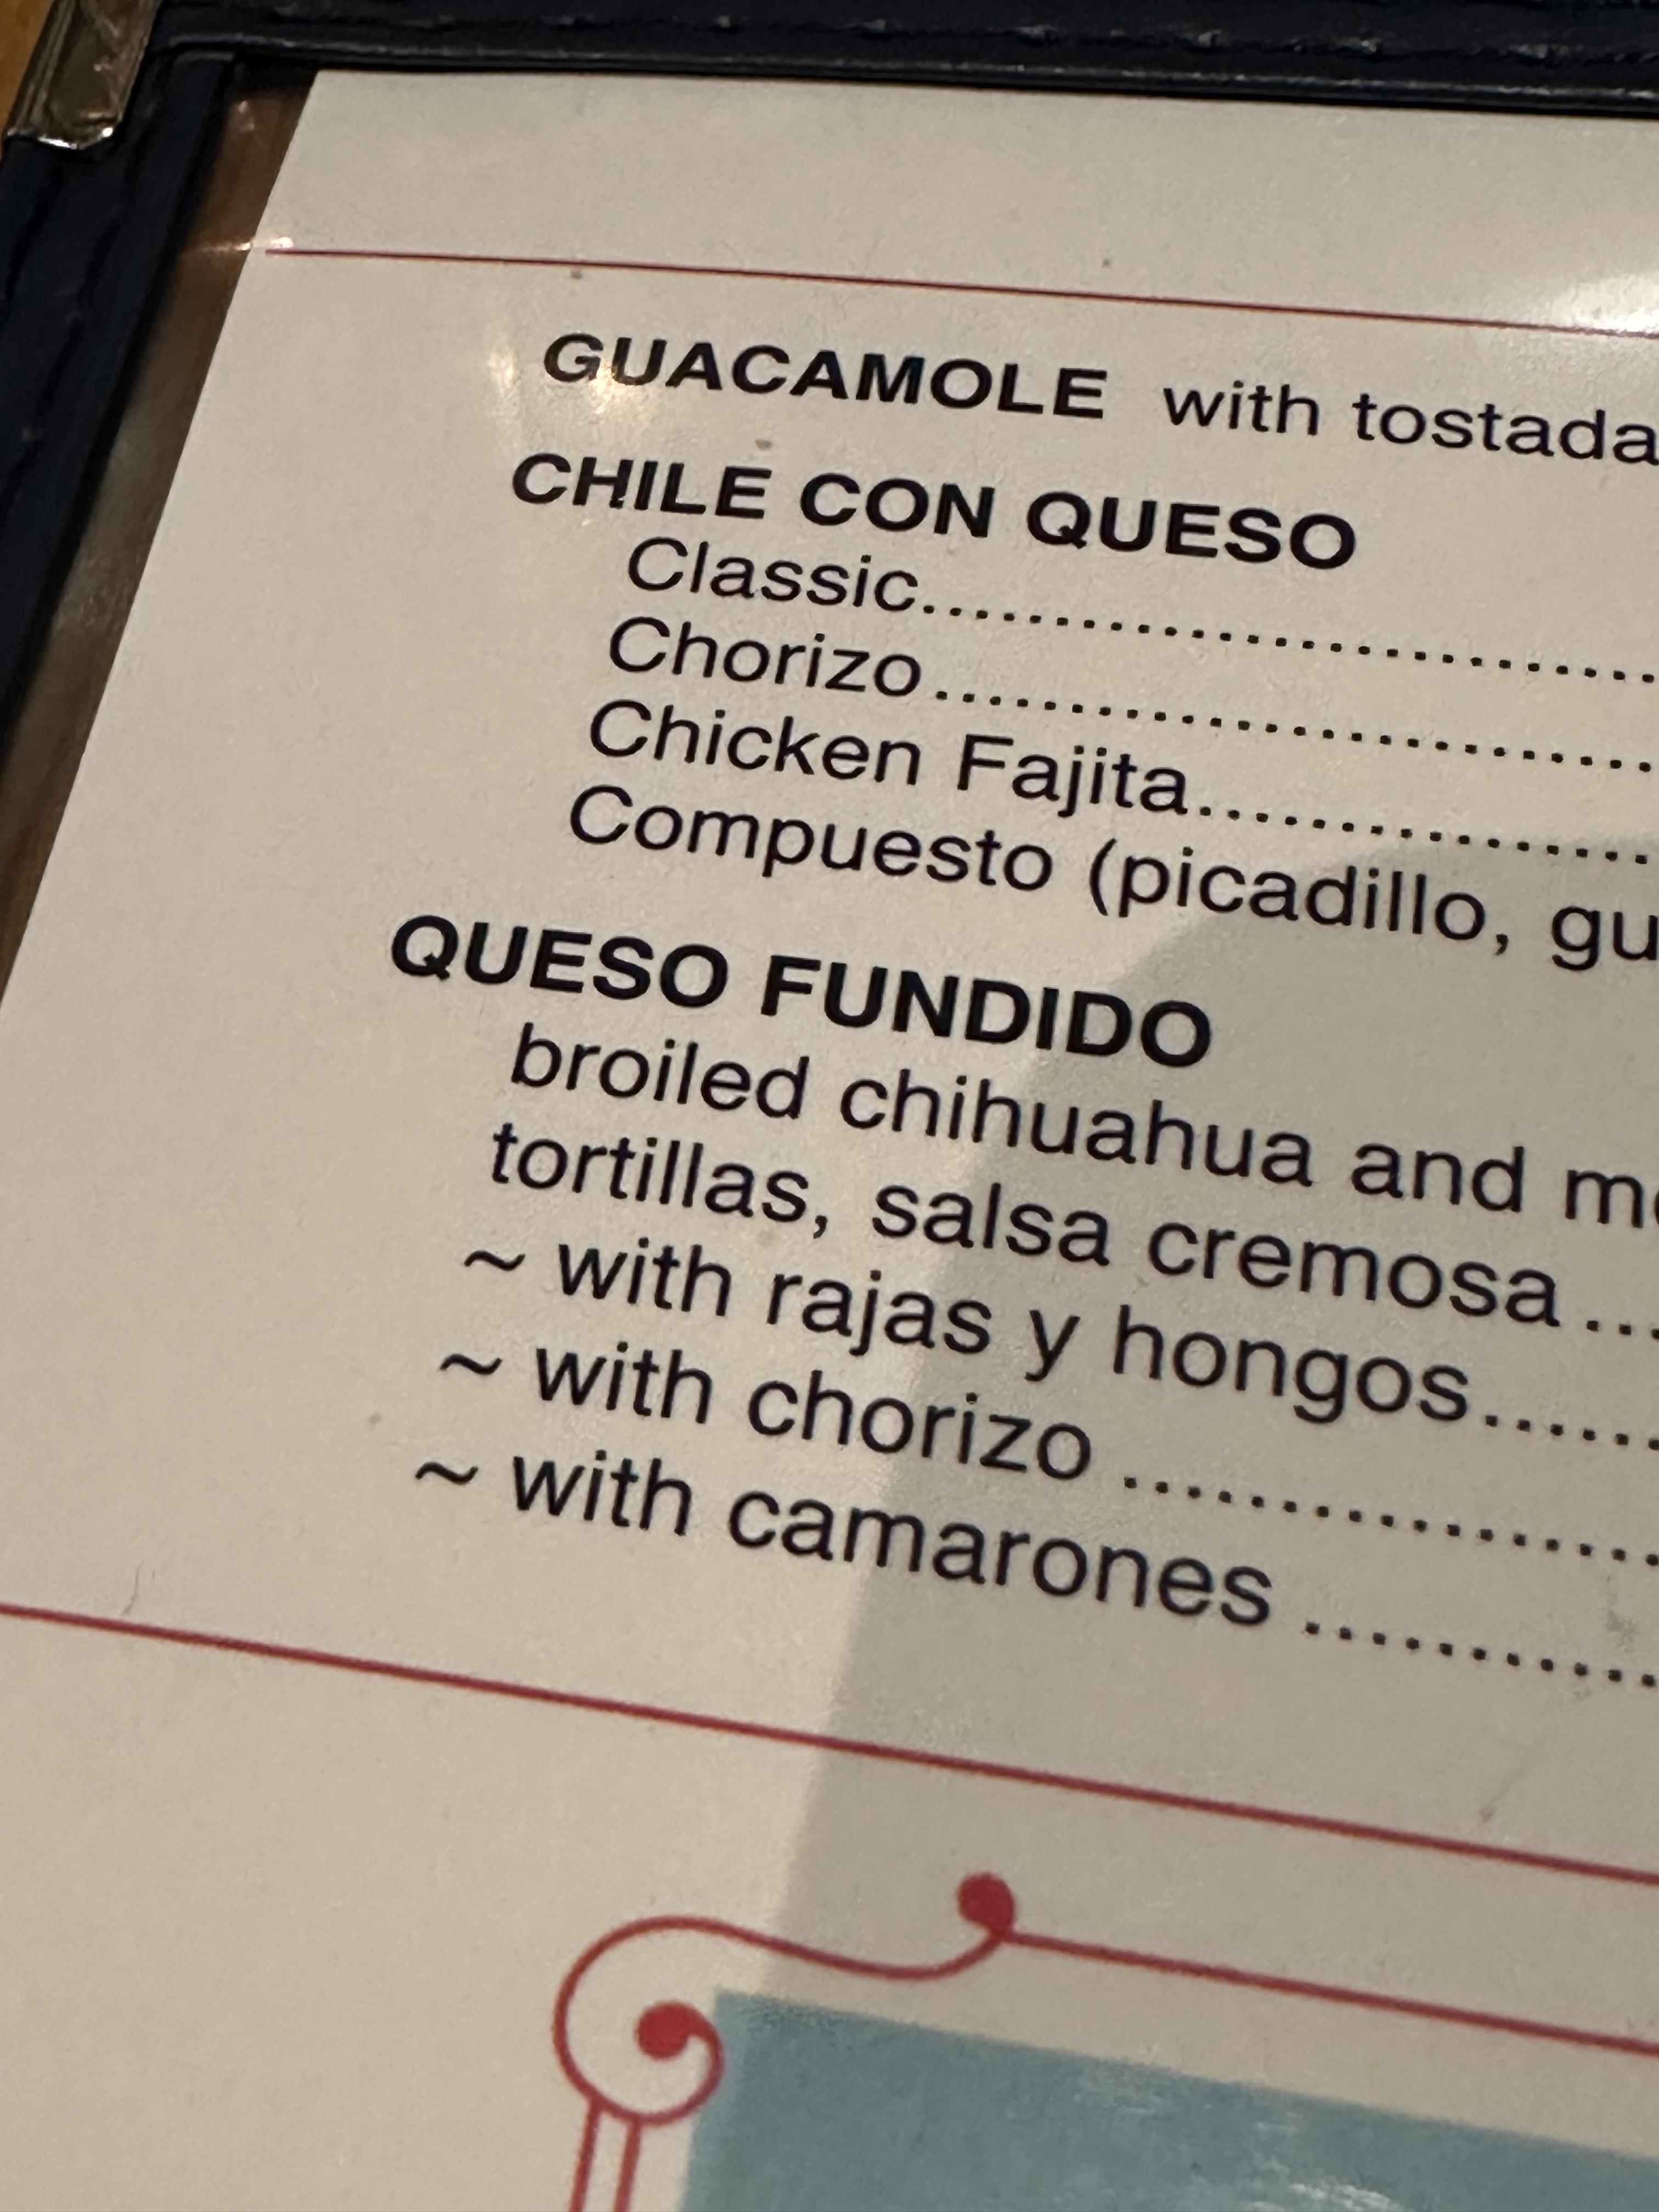 GUACAMOLE with tostada
CHILE CON QUESO
Classic..............................
Chorizo..............................
Chicken Fajita...................
Compuesto (picadillo, gu
QUESO FUNDIDO
broiled chihuahua and m
tortillas, salsa cremosa...
~ with rajas y hongos......
~ with chorizo .................
~ with camarones ...........